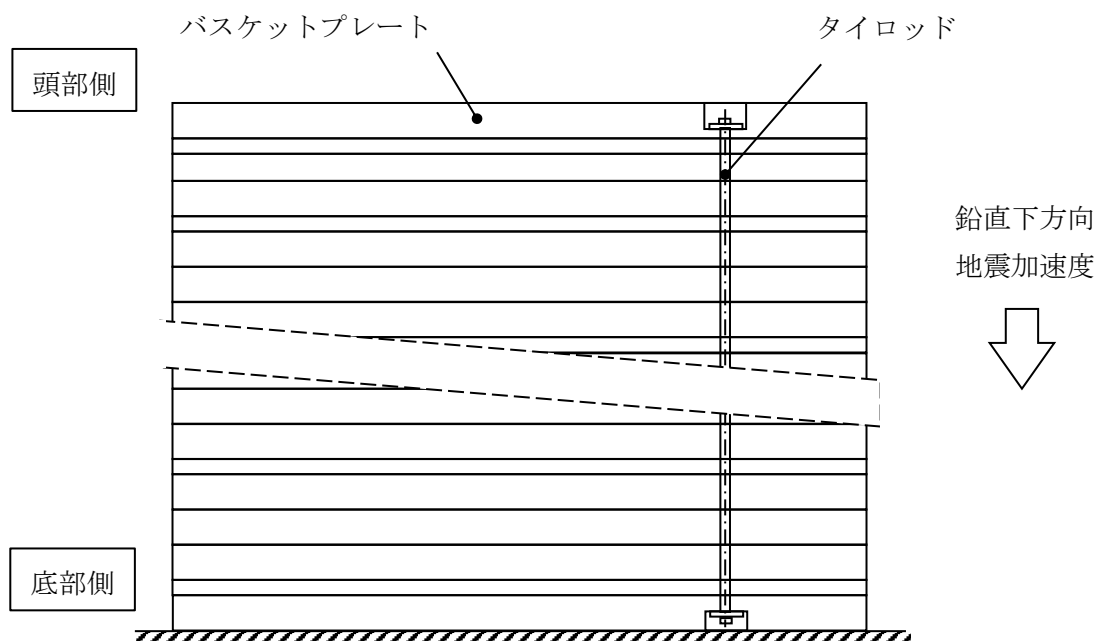 バスケットプレート
タイロッド
頭部側
鉛直下方向
地震加速度
底部側